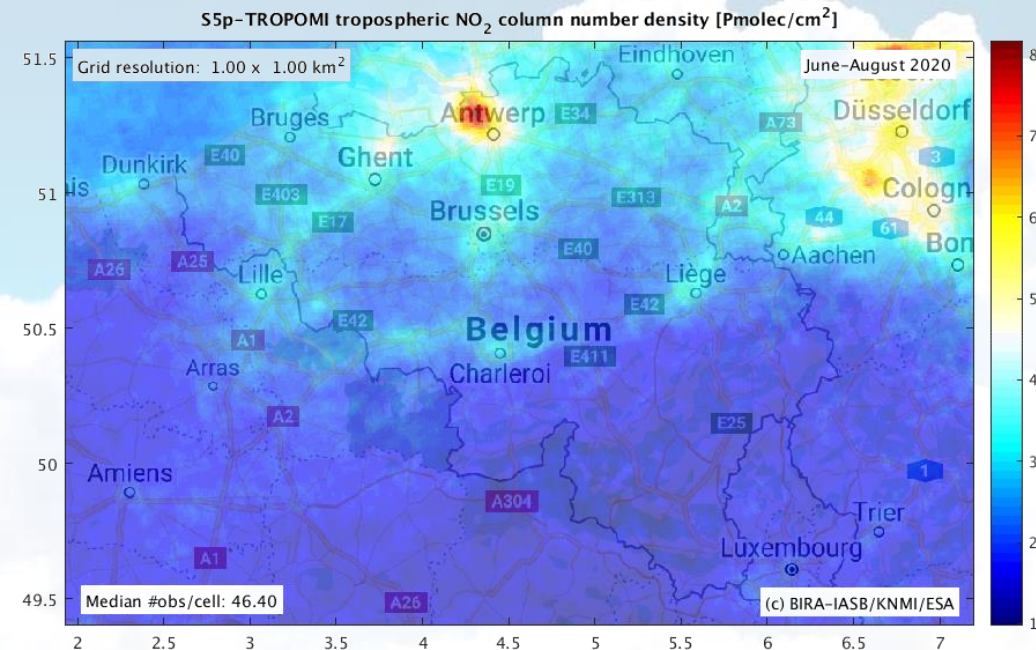 S5p-TROPOMI tropospheric NO₂ column number density [Pmolec/cm²]
Grid resolution: 1.00 x 1.00 km²
June-August 2020
Eindhoven
Antwerp
E34
Düsseldorf
Bruges
A73
Ghent
3
Dunkirk
E40
E403
E19
E313
Cologn
E17
Brussels
A2
44
61
Bon
A25
A26
E40
Aachen
Lille
Liège
E42
E42
Belgium
A1
E411
Arras
Charleroi
A2
E25
Amiens
1
A304
Trier
A1
Luxembourg
Median #obs/cell: 46.40
A26
(c) BIRA-IASB/KNMI/ESA
51.5
51
50.5
50
49.5
2
2.5
3
3.5
4
4.5
5
5.5
6
6.5
7
8
7
6
5
4
3
2
1